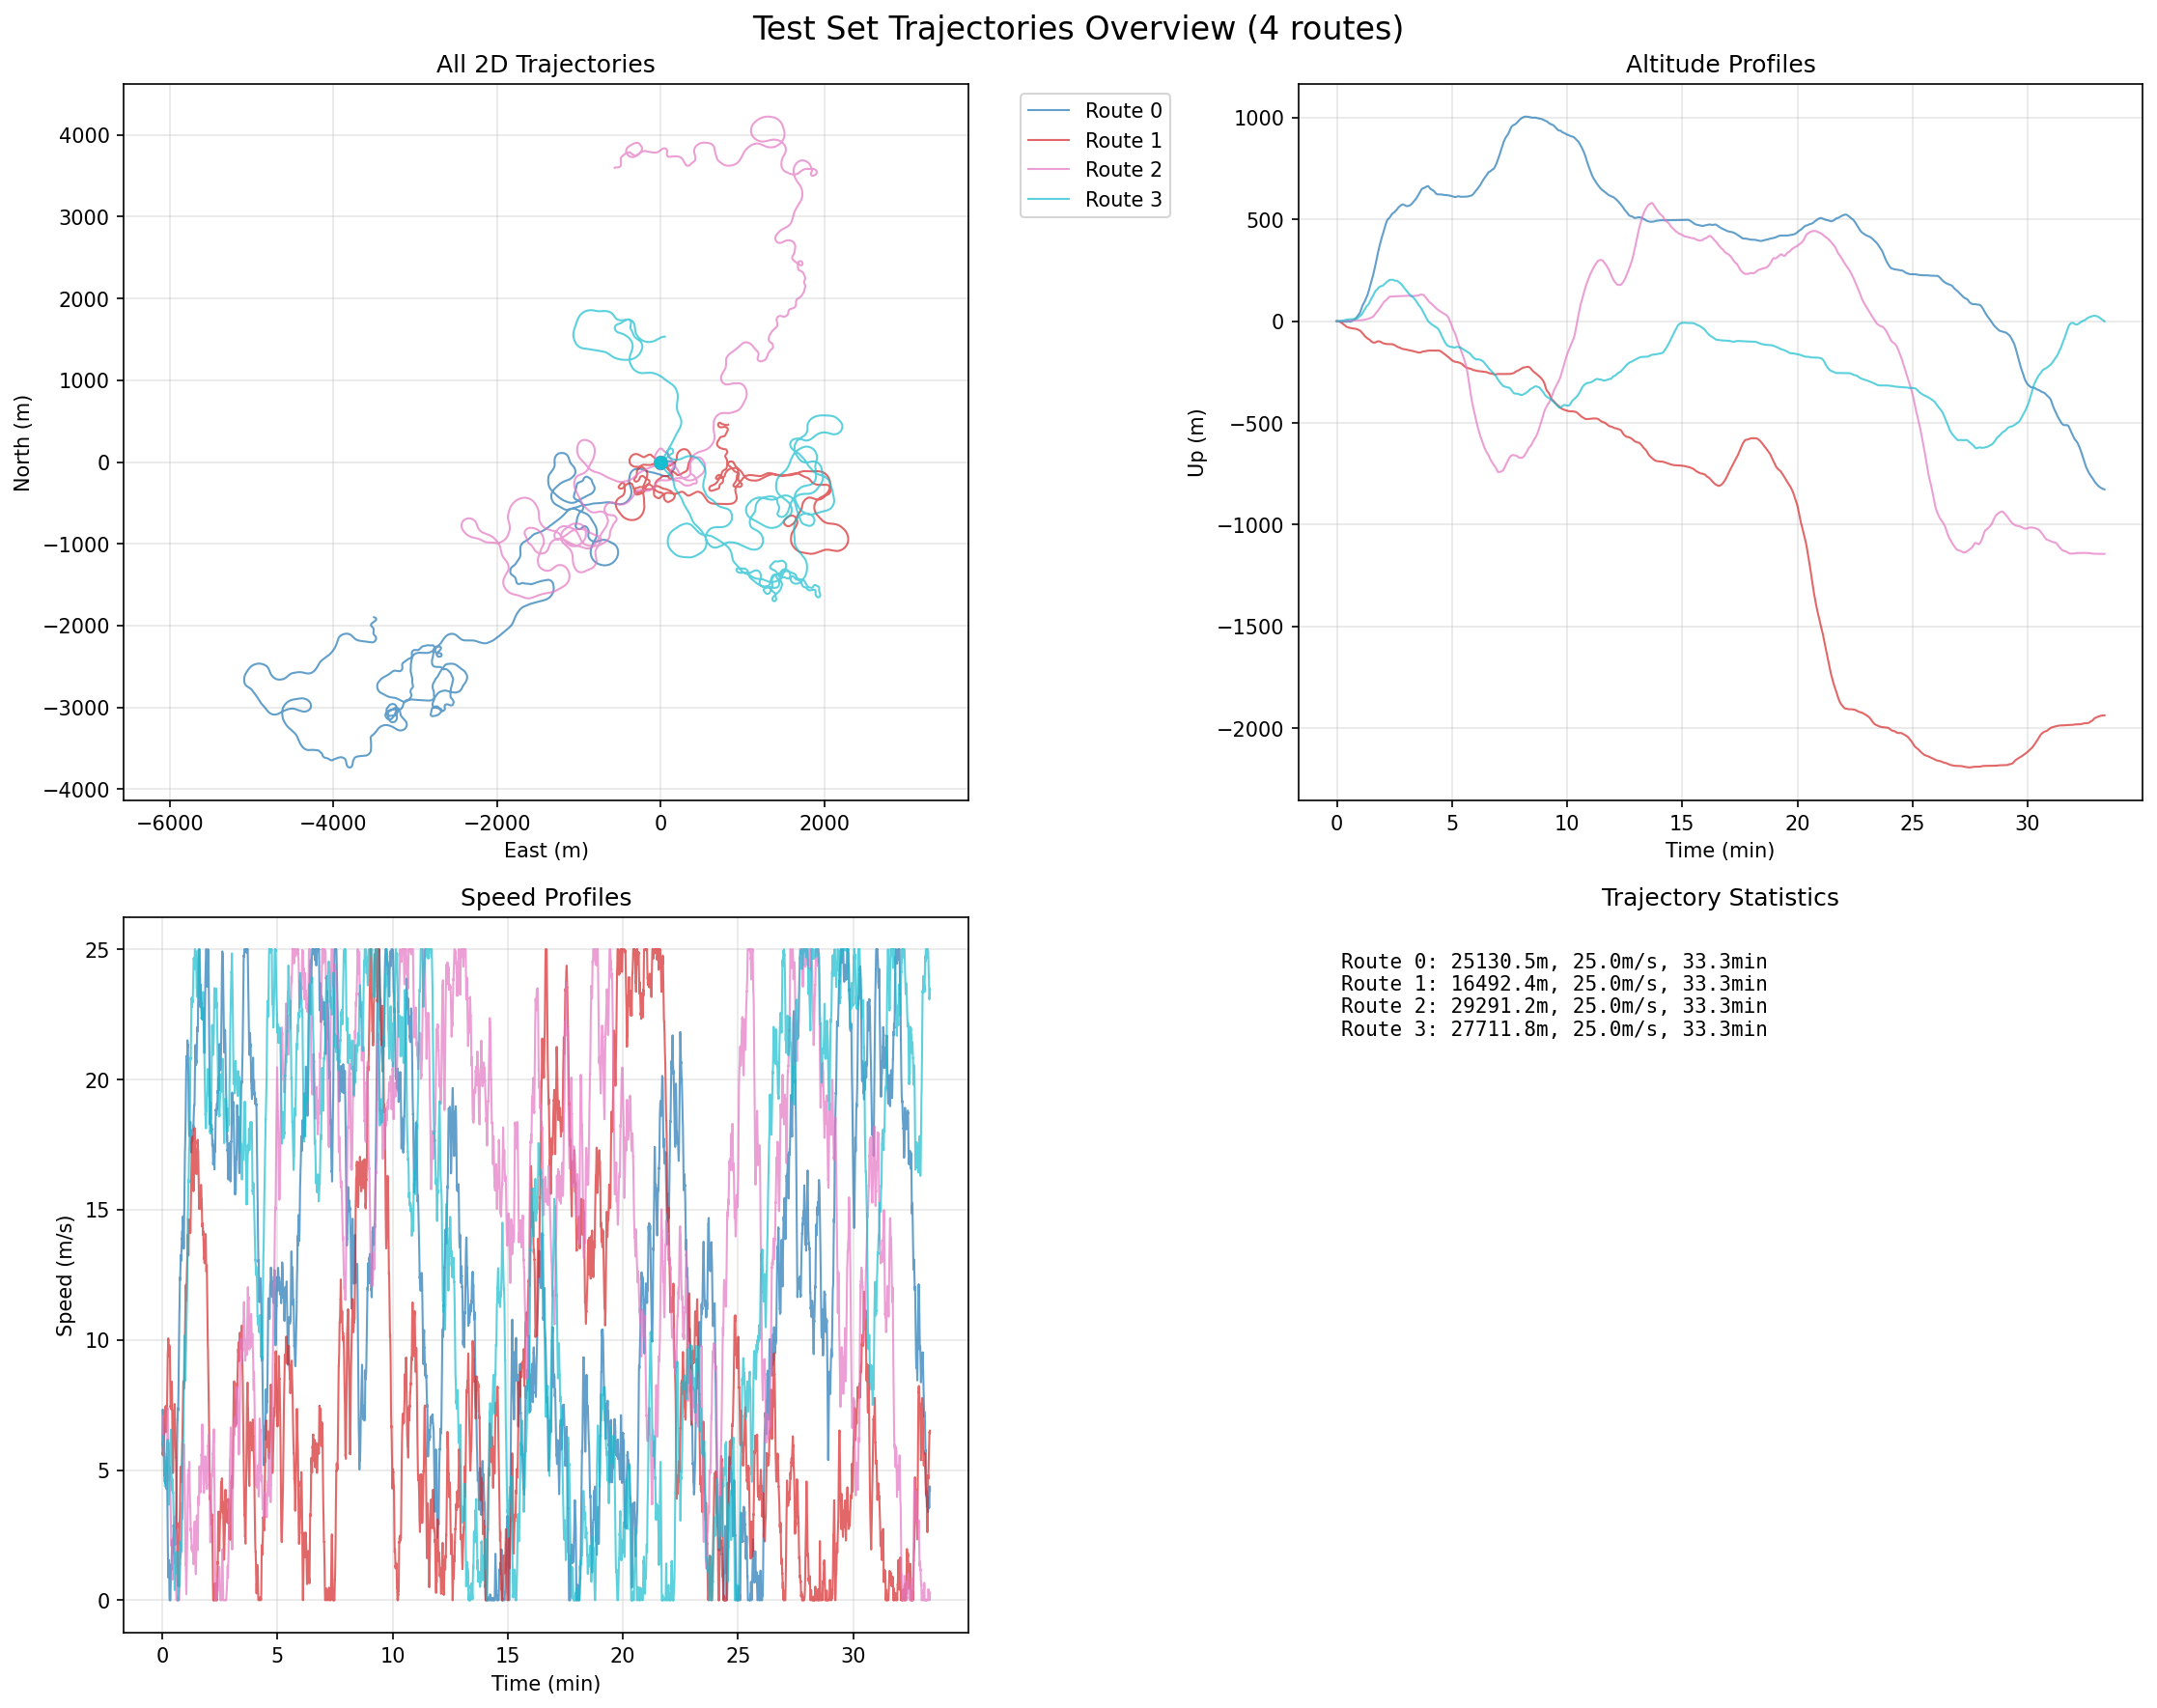 Test Set Trajectories Overview (4 routes)
All 2D Trajectories
North (m)
4000
3000
2000
1000
0
−1000
−2000
−3000
−4000
−6000 −4000 −2000 0 2000
East (m)
Route 0
Route 1
Route 2
Route 3
Altitude Profiles
Up (m)
1000
500
0
−500
−1000
−1500
−2000
0 5 10 15 20 25 30
Time (min)
Speed Profiles
Speed (m/s)
25
20
15
10
5
0
0 5 10 15 20 25 30
Time (min)
Trajectory Statistics
Route 0: 25130.5m, 25.0m/s, 33.3min
Route 1: 16492.4m, 25.0m/s, 33.3min
Route 2: 29291.2m, 25.0m/s, 33.3min
Route 3: 27711.8m, 25.0m/s, 33.3min